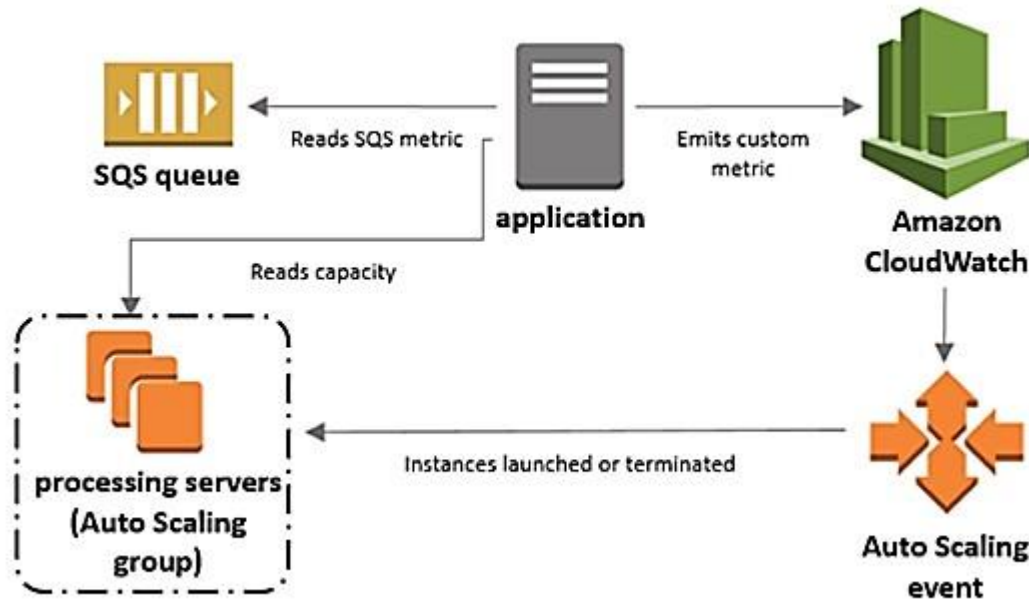 Reads SQS metric
SQS queue
application
Emits custom
metric
Amazon
CloudWatch
Reads capacity
processing servers
(Auto Scaling
group)
Instances launched or terminated
Auto Scaling
event